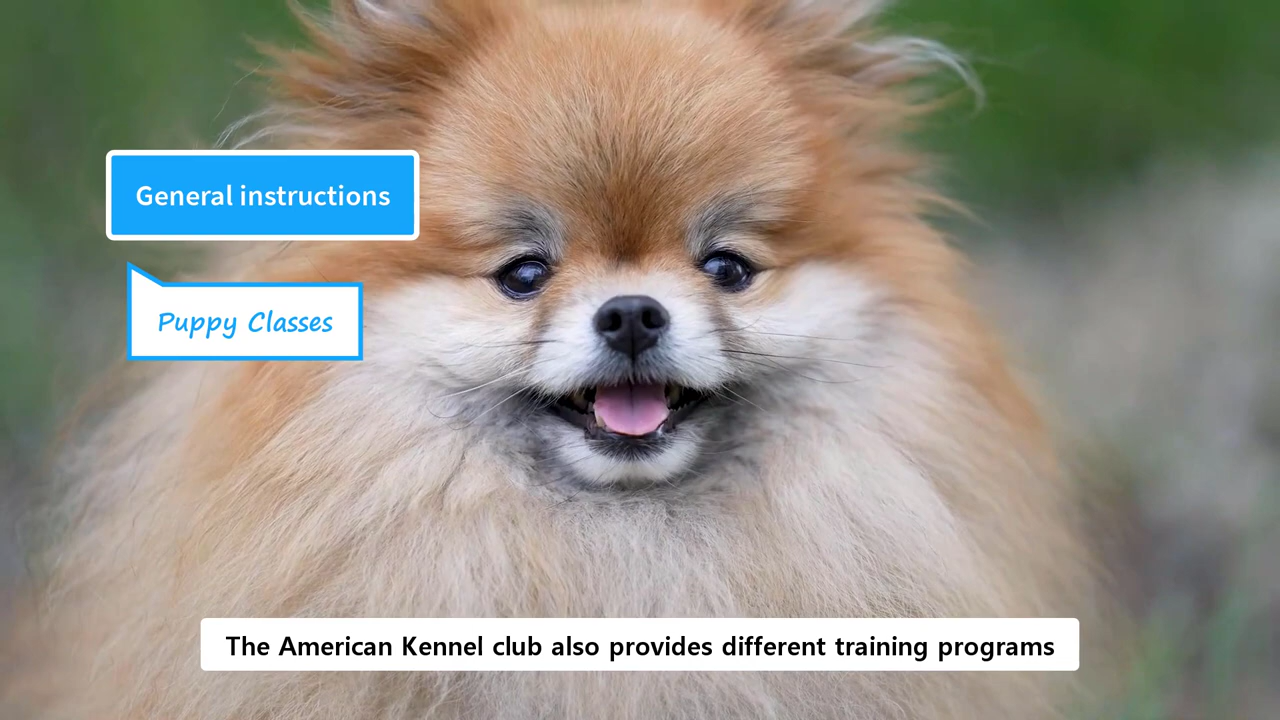 General instructions
Puppy Classes
The American Kennel club also provides different training programs